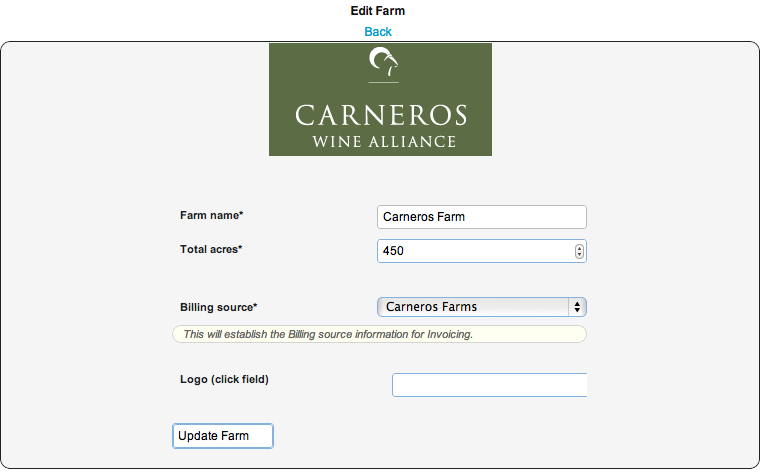 Edit Farm
Back
CARNEROS
WINE ALLIANCE
Farm name* Carneros Farm
Total acres* 450
Billing source* Carneros Farms
This will establish the Billing source information for Invoicing.
Logo (click field)
Update Farm